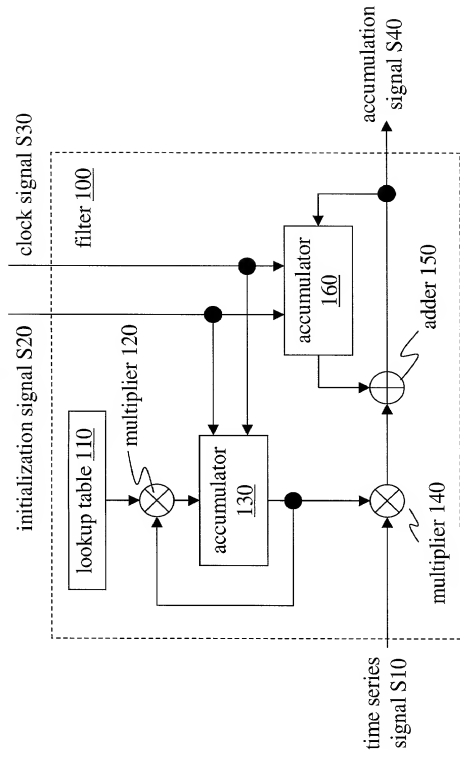 initialization signal S20
clock signal S30
filter 100
lookup table 110
multiplier 120
accumulator
130
accumulator
160
accumulation
signal S40
adder 150
multiplier 140
time series
signal S10